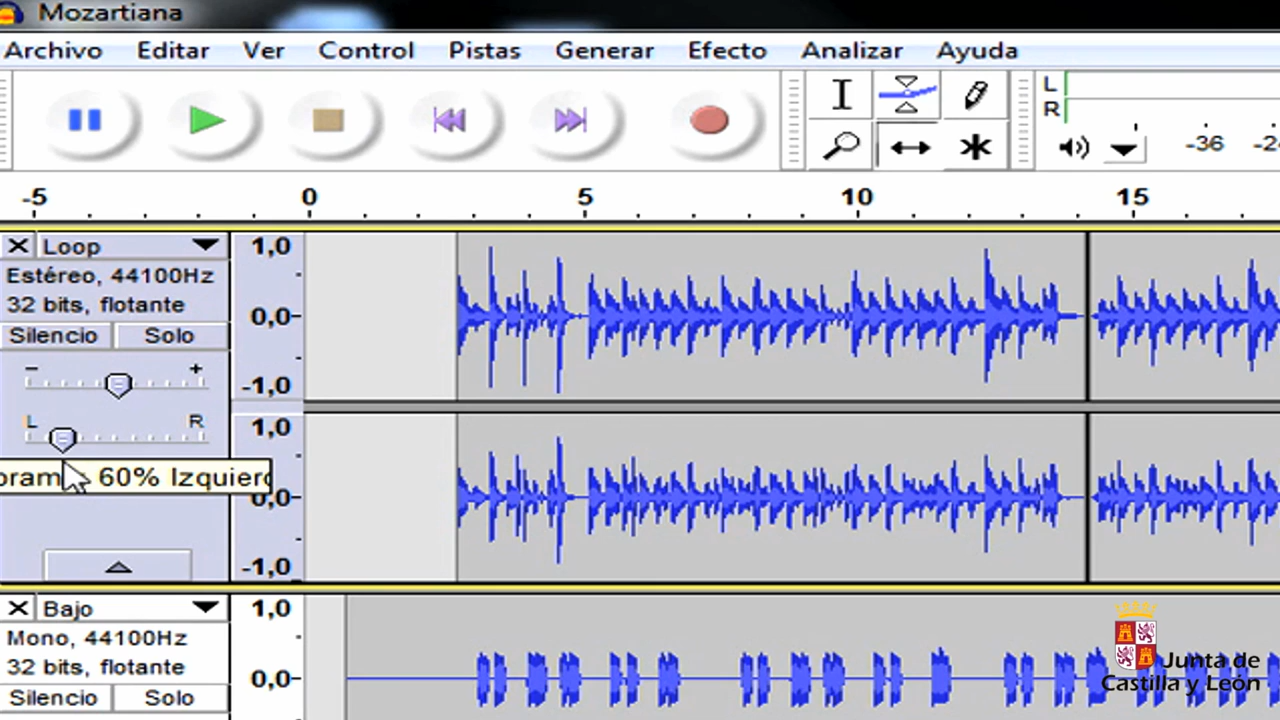 Mozartiana
Archivo Editar Ver Control Pistas Generar Efecto Analizar Ayuda
L
R
-36
-5 0 5 10 15
Loop
Estéreo, 44100Hz
32 bits, flotante
Silencio Solo
- +
L R
60%
1,0
0,0
-1,0
1,0
0,0
-1,0
Bajo
Mono, 44100Hz
32 bits, flotante
Silencio Solo
1,0
0,0
Junta de
Castilla y León